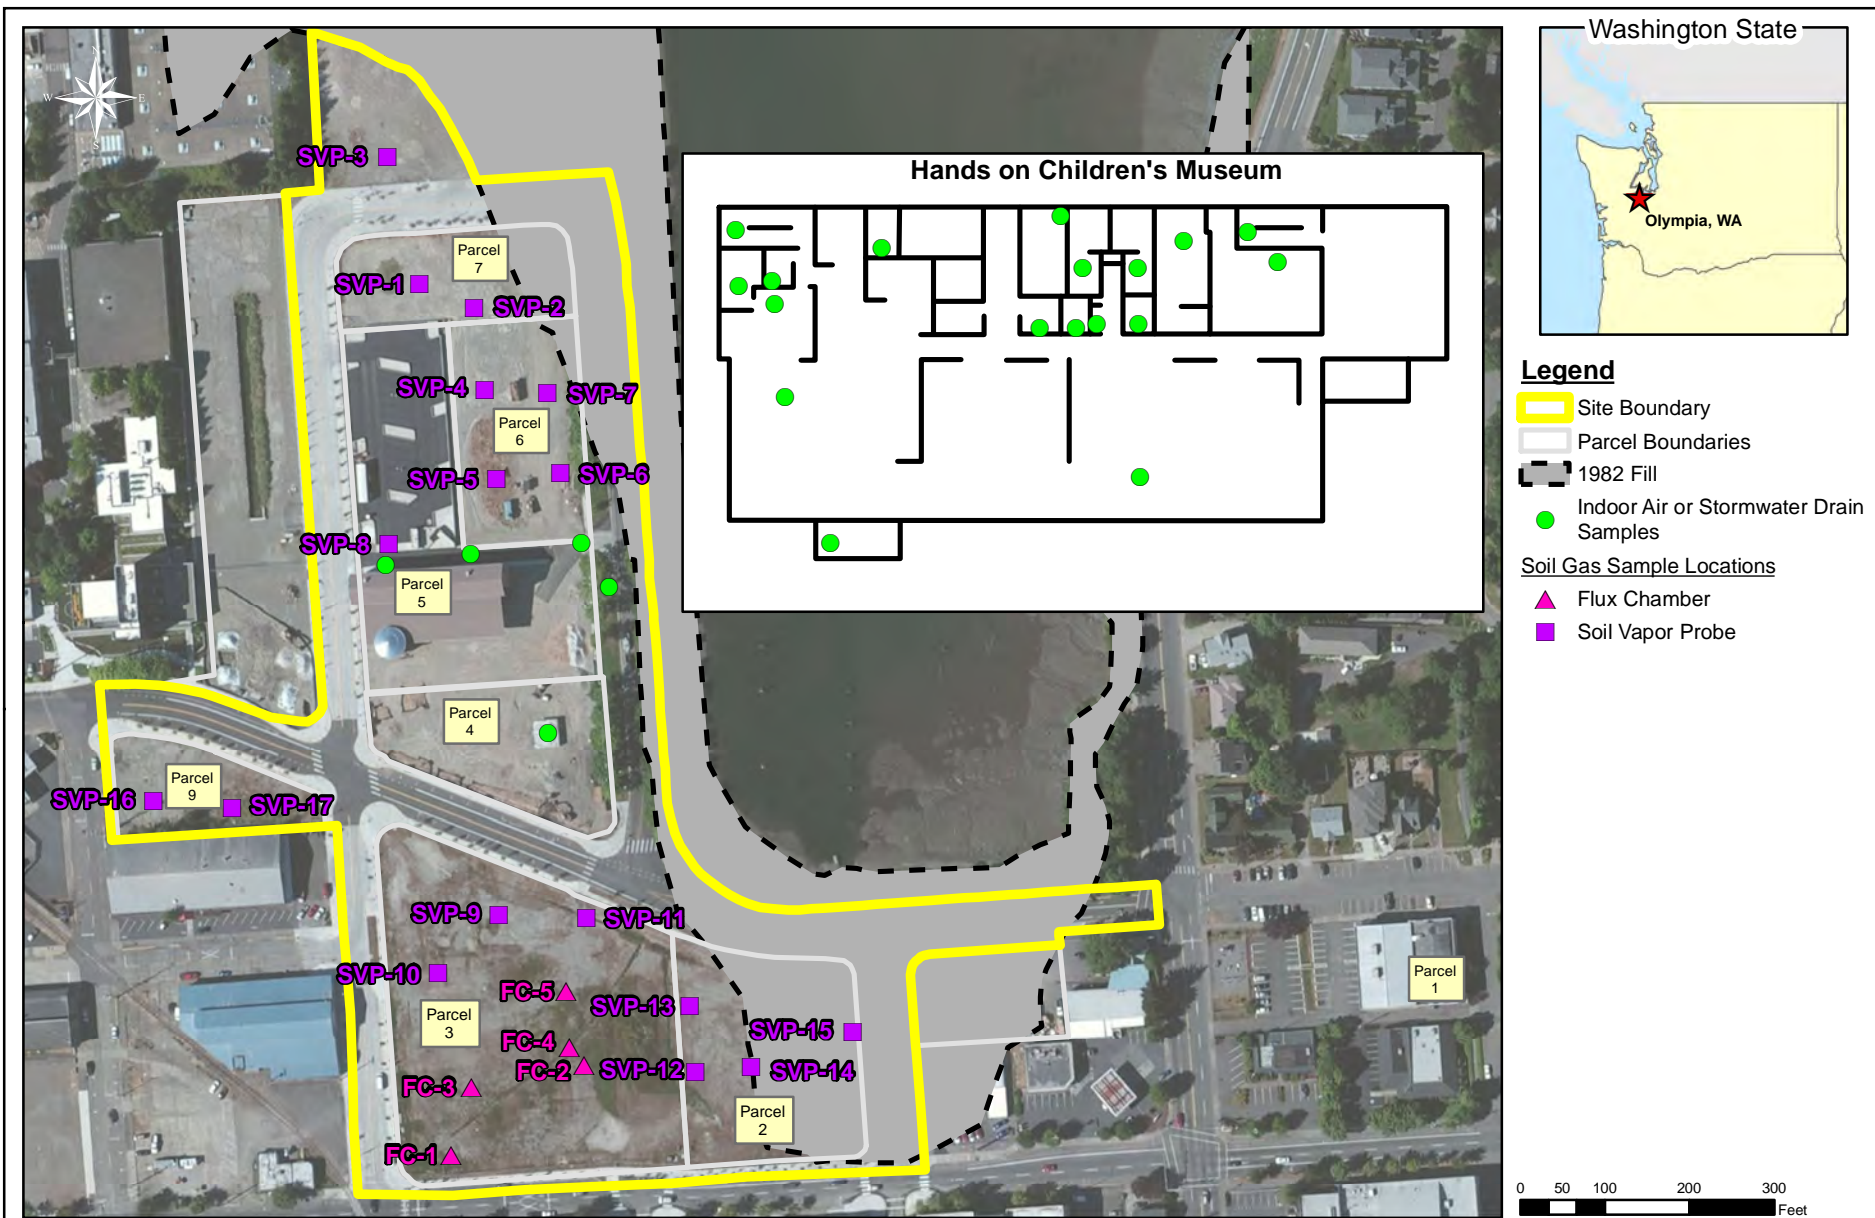 N
W
E
S
SVP-3
Parcel
7
SVP-1
SVP-2
SVP-4
SVP-7
Parcel
6
SVP-5
SVP-6
SVP-8
Parcel
5
Parcel
4
Parcel
9
SVP-16
SVP-17
SVP-9
SVP-11
SVP-10
FC-5
SVP-13
Parcel
3
SVP-15
FC-4
FC-2
SVP-12
SVP-14
FC-3
Parcel
2
FC-1
Parcel
1
Hands on Children's Museum
Washington State
Olympia, WA
Legend
Site Boundary
Parcel Boundaries
1982 Fill
Indoor Air or Stormwater Drain
Samples
Soil Gas Sample Locations
Flux Chamber
Soil Vapor Probe
0 50 100 200 300
Feet